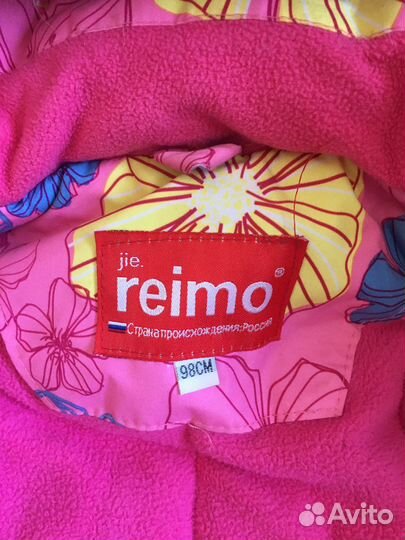 jie.
reimo®
Страна происхождения:Россия
98CM
Avito